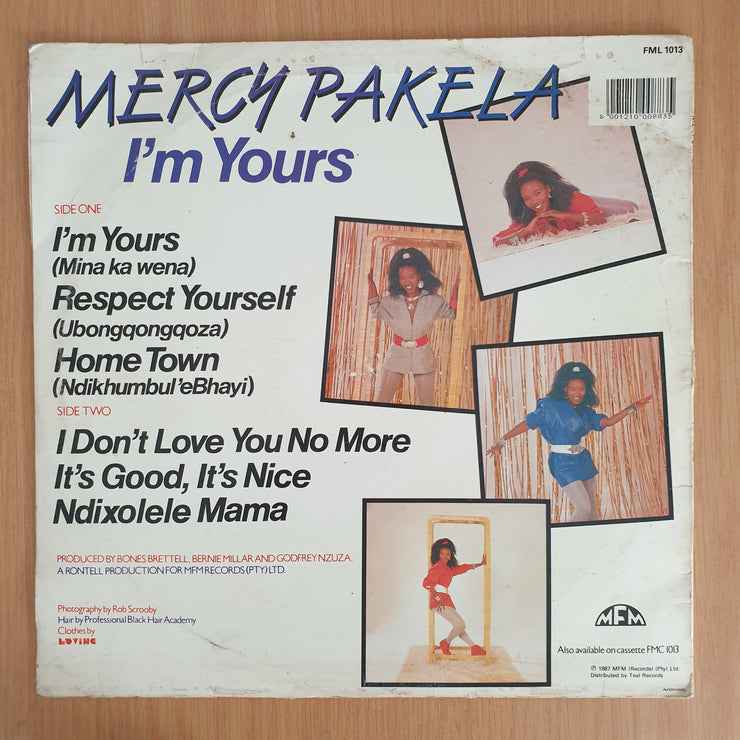 FML 1013
MERCY PAKELA
6 001210 008835
I'm Yours
SIDE ONE
I'm Yours
(Mina ka wena)
Respect Yourself
(Ubongqongqoza)
Home Town
(Ndikhumbul'eBhayi)
SIDE TWO
I Don't Love You No More
It's Good, It's Nice
Ndixolele Mama
PRODUCED BY BONES BRETTELL, BERNIE MILLAR AND GODFREY NZUZA.
A RONTELL PRODUCTION FOR MFM RECORDS (PTY) LTD.
Photography by Rob Scrooby
Hair by Professional Black Hair Academy
Clothes by
LOVING
MFM
Also available on cassette FMC 1013
℗ 1987 MFM (Records) (Pty) Ltd.
Distributed by Teal Records